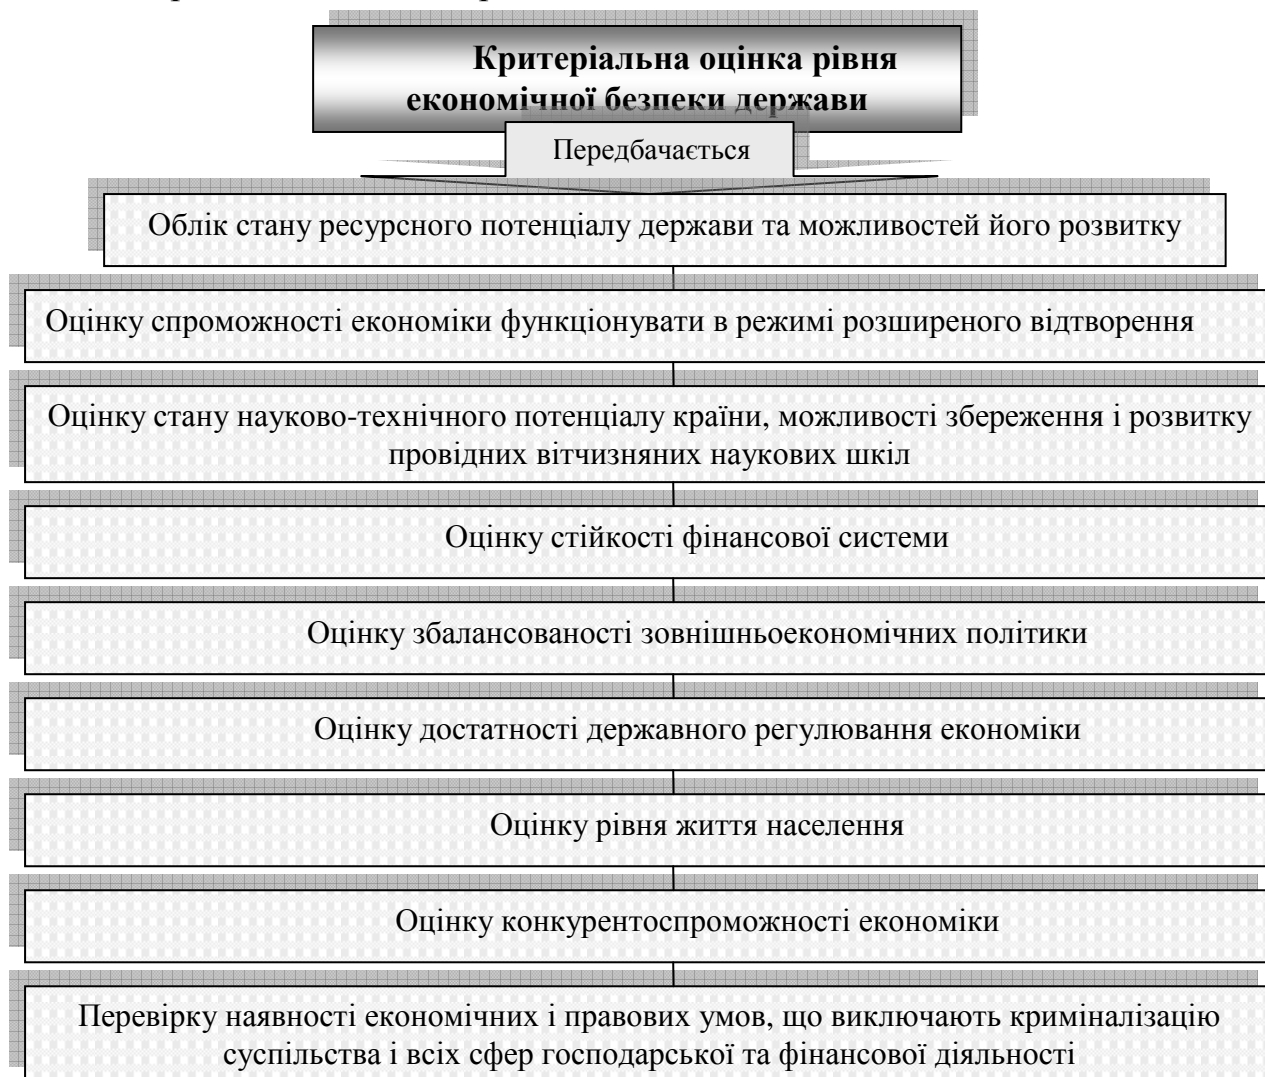 Критеріальна оцінка рівня
економічної безпеки держави
Передбачається
Облік стану ресурсного потенціалу держави та можливостей його розвитку
Оцінку спроможності економіки функціонувати в режимі розширеного відтворення
Оцінку стану науково-технічного потенціалу країни, можливості збереження і розвитку
провідних вітчизняних наукових шкіл
Оцінку стійкості фінансової системи
Оцінку збалансованості зовнішньоекономічних політики
Оцінку достатності державного регулювання економіки
Оцінку рівня життя населення
Оцінку конкурентоспроможності економіки
Перевірку наявності економічних і правових умов, що виключають криміналізацію
суспільства і всіх сфер господарської та фінансової діяльності